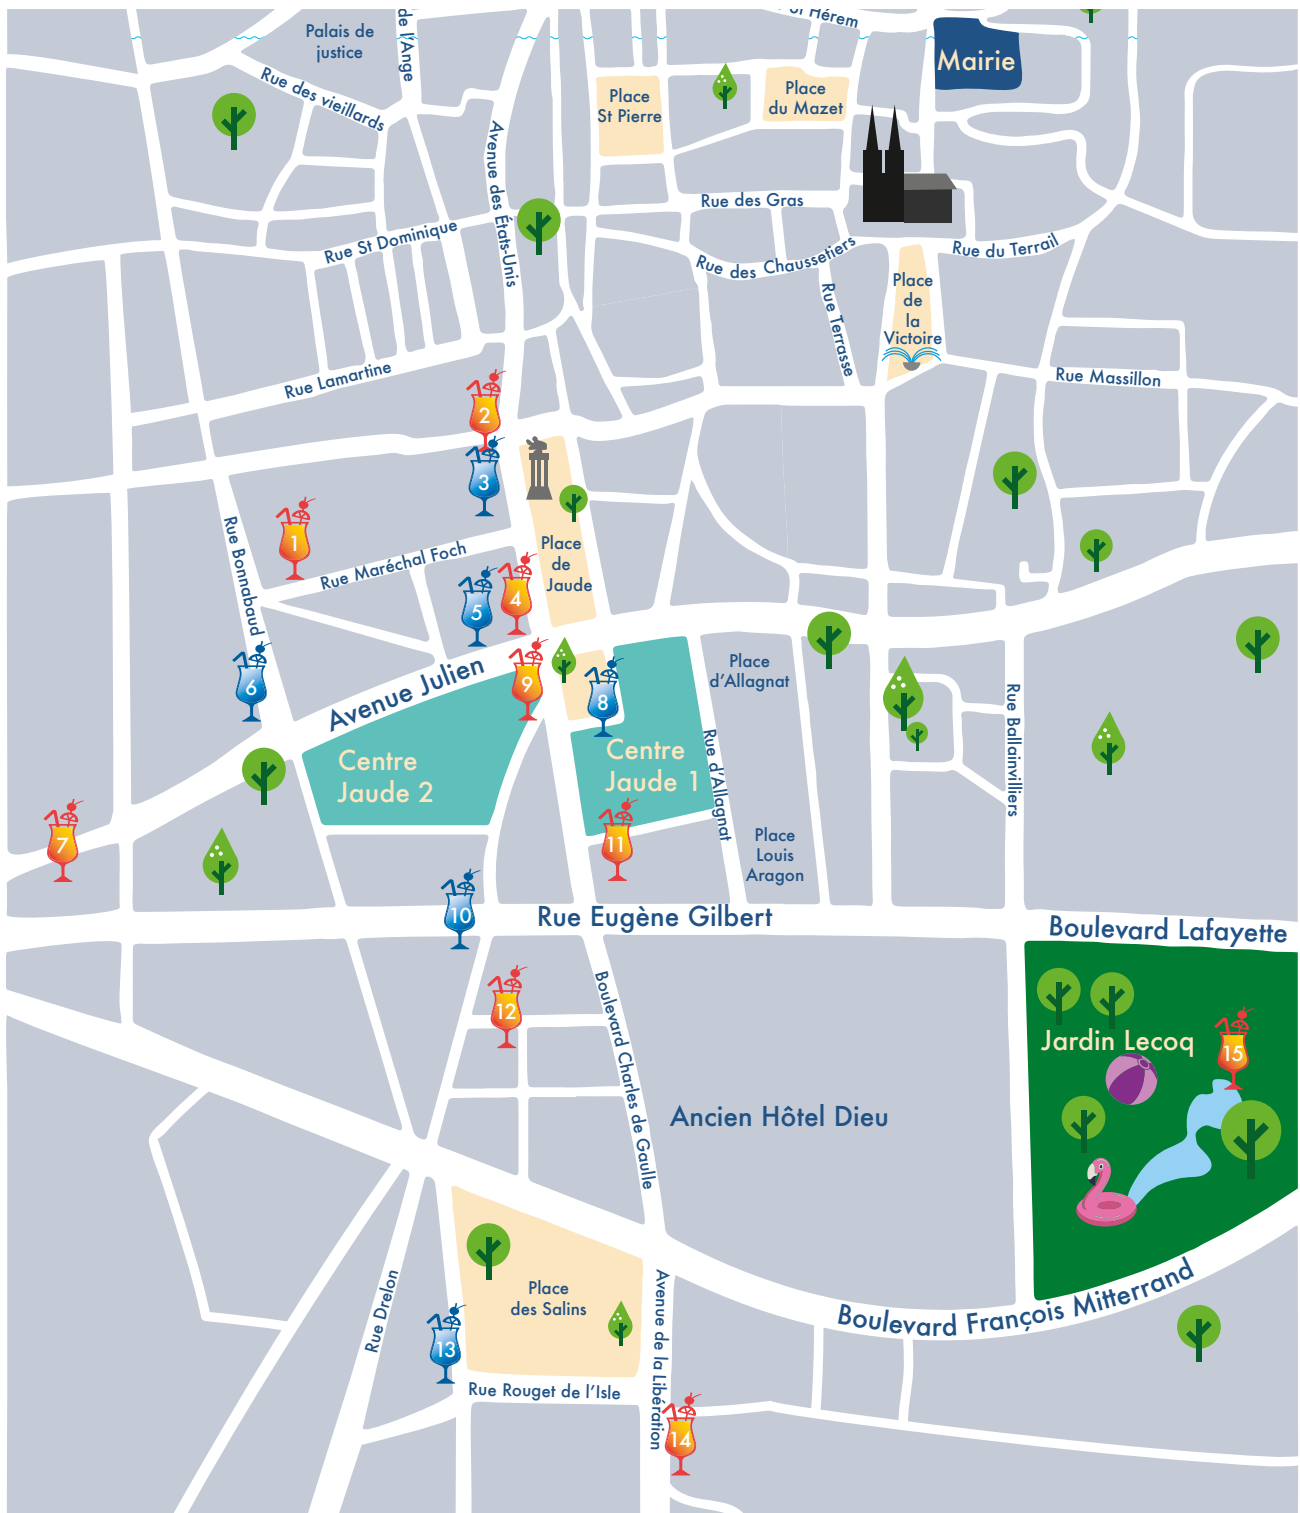 de l'Ange
Hérem
Palais de
justice
Mairie
Rue des vieillards
Place
St Pierre
Place
du Mazet
Avenue des États-Unis
Rue des Gras
Rue St Dominique
Rue des Chaussetiers
Rue du Terrail
Place
de
la
Victoire
Rue Terrasse
Rue Lamartine
Rue Massillon
2
3
1
Rue Bonnabaud
Rue Maréchal Foch
Place
de
Jaude
5
4
6
Avenue Julien
9
8
Place
d'Allagnat
Rue Ballainvilliers
Centre
Jaude 2
Centre
Jaude 1
Rue d'Allagnat
7
11
Place
Louis
Aragon
10
Rue Eugène Gilbert
Boulevard Lafayette
12
Boulevard Charles de Gaulle
Jardin Lecoq
15
Ancien Hôtel Dieu
Place
des Salins
Rue Drelon
13
Avenue de la Libération
Boulevard François Mitterrand
Rue Rouget de l'Isle
14